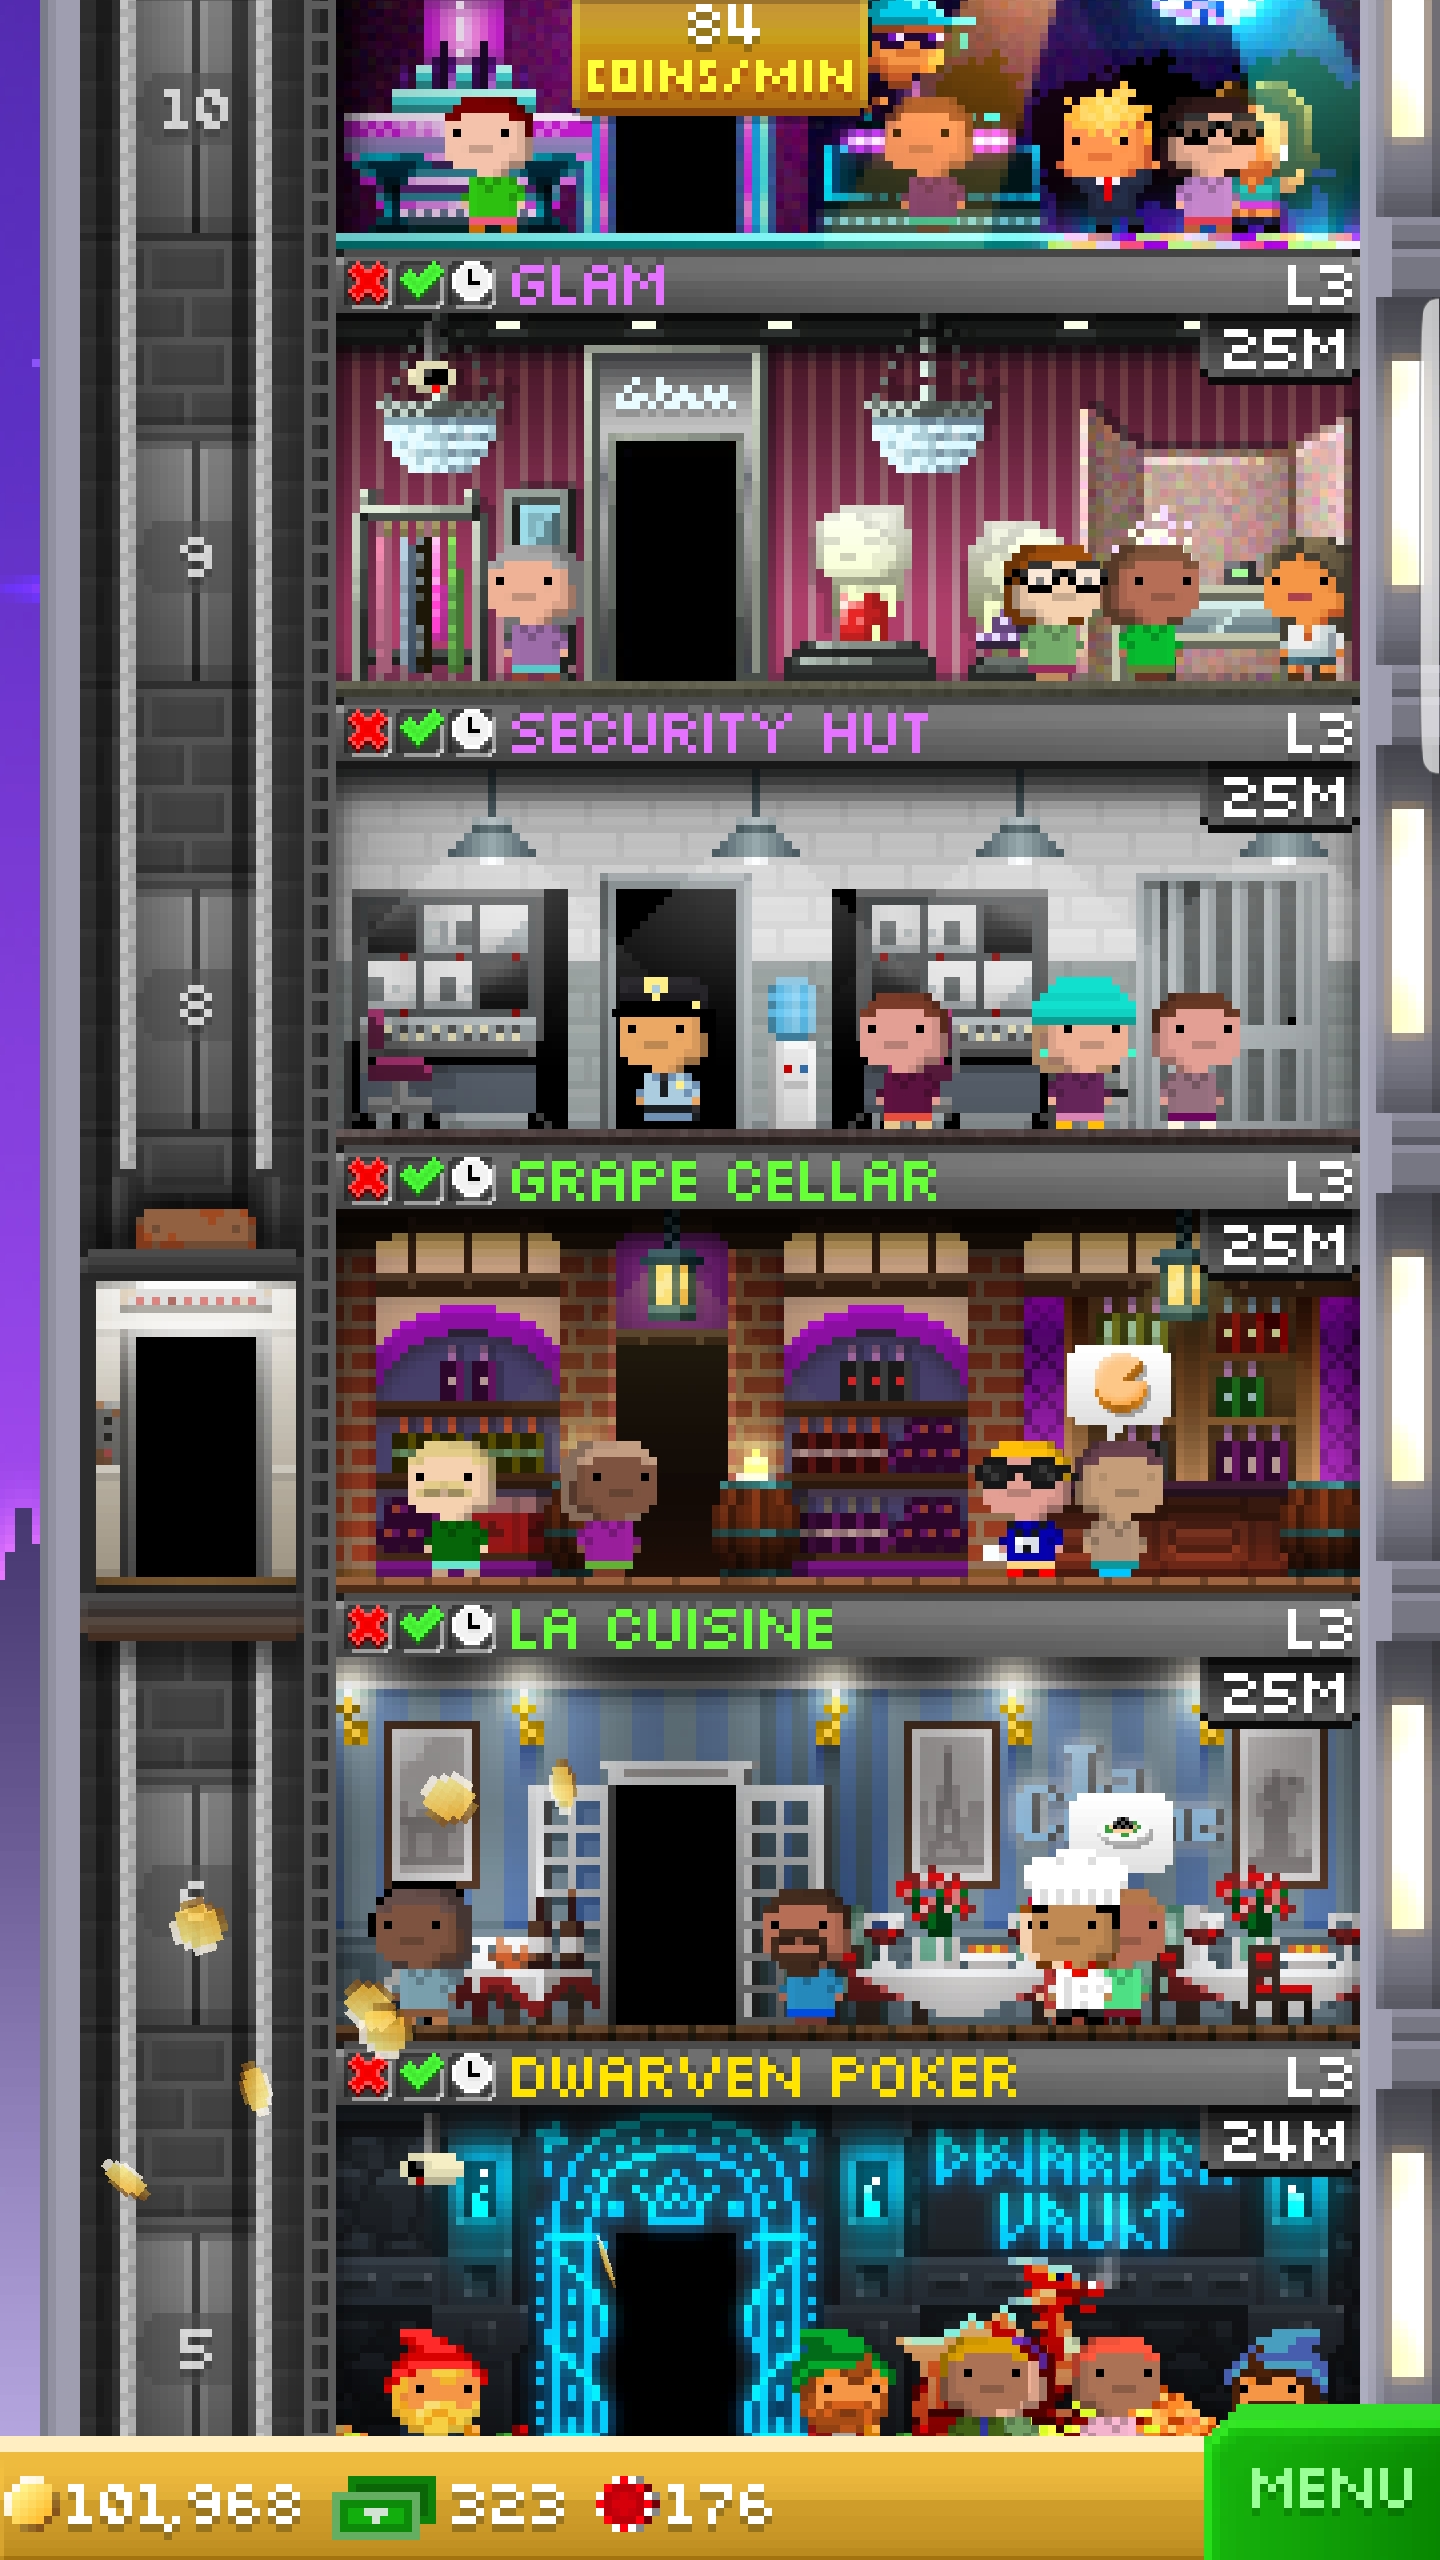 84
COINS/MIN
10
GLAM L3
25M
Glam
9
SECURITY HUT L3
25M
8
GRAPE CELLAR L3
25M
LA CUISINE L3
25M
La
DWARVEN POKER L3
24M
VAULT
5
101,968 323 176
MENU